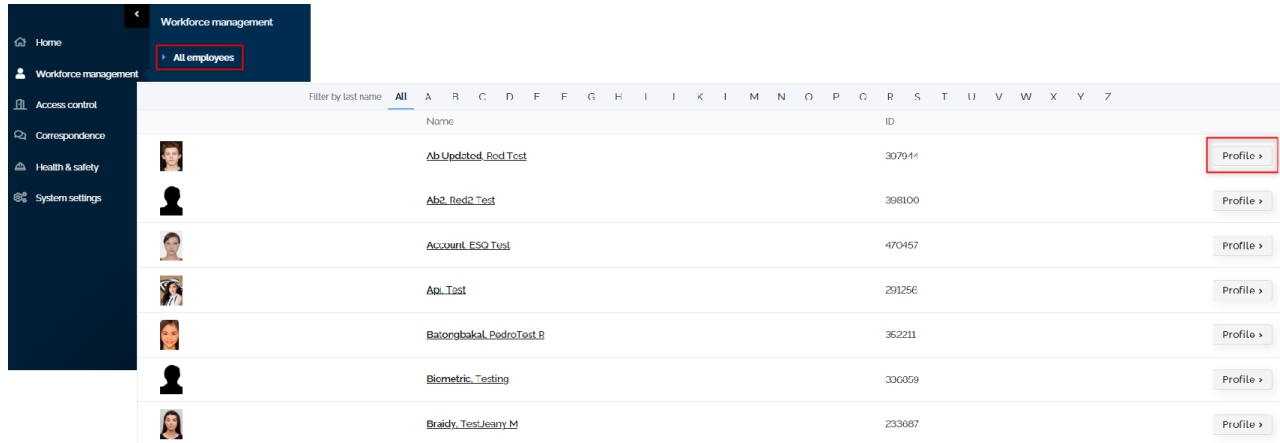 Workforce management
Home
All employees
Workforce management
Filter by last name All A B C D E F G H I J K L M N O P Q R S T U V W X Y Z
Access control
Name ID
Correspondence
Ab Updated, Red Test 397944 Profile ›
Health & safety
System settings
Ab2, Red2 Test 398100 Profile ›
Account, ESQ Test 470457 Profile ›
Api, Test 291256 Profile ›
Batongbakal, PedroTest R 352211 Profile ›
Biometric, Testing 336859 Profile ›
Braidy, TestJeany M 233687 Profile ›